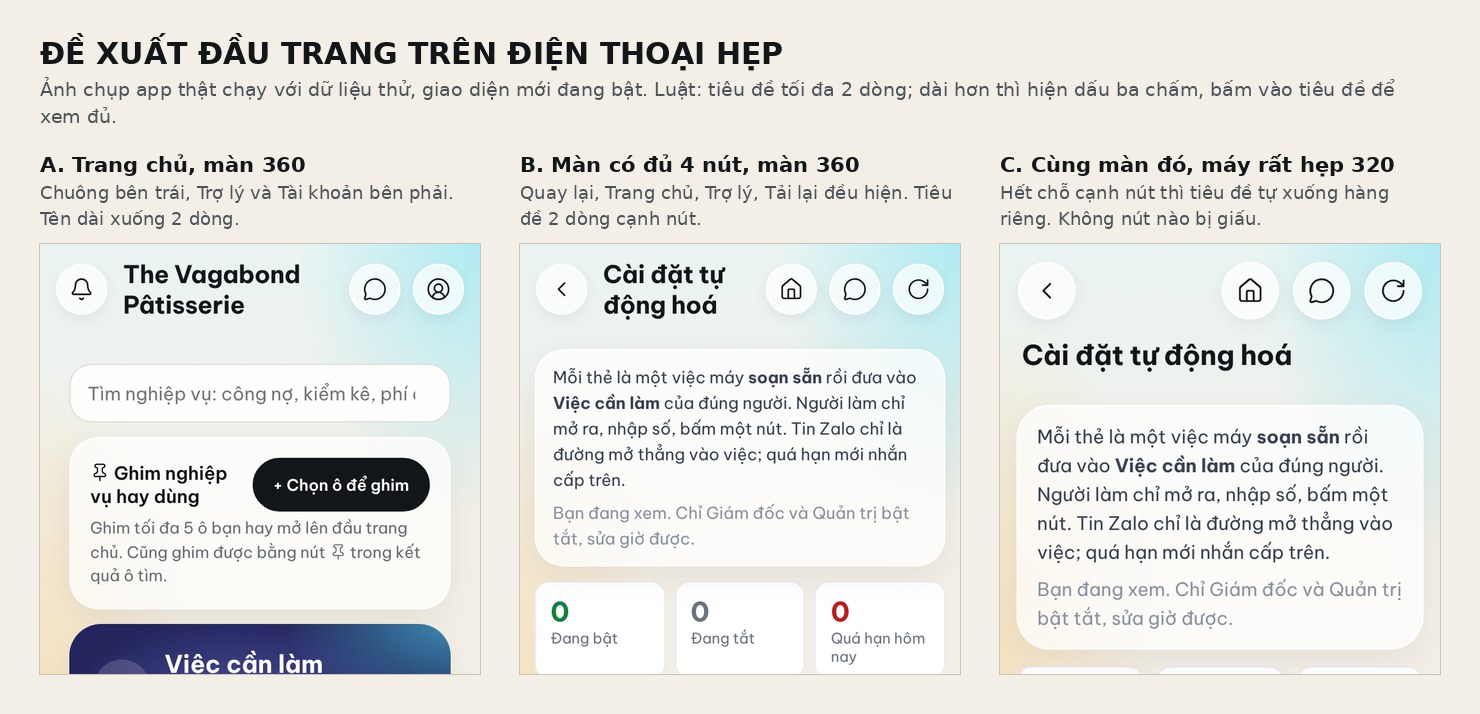 ĐỀ XUẤT ĐẦU TRANG TRÊN ĐIỆN THOẠI HẸP
Ảnh chụp app thật chạy với dữ liệu thử, giao diện mới đang bật. Luật: tiêu đề tối đa 2 dòng; dài hơn thì hiện dấu ba chấm, bấm vào tiêu đề để
xem đủ.
A. Trang chủ, màn 360
Chuông bên trái, Trợ lý và Tài khoản bên phải.
Tên dài xuống 2 dòng.
The Vagabond
Pâtisserie
Tìm nghiệp vụ: công nợ, kiểm kê, phí
Ghim nghiệp
vụ hay dùng
+ Chọn ô để ghim
Ghim tối đa 5 ô bạn hay mở lên đầu trang
chủ. Cũng ghim được bằng nút trong kết
quả ô tìm.
Việc cần làm
B. Màn có đủ 4 nút, màn 360
Quay lại, Trang chủ, Trợ lý, Tải lại đều hiện. Tiêu
đề 2 dòng cạnh nút.
Cài đặt tự
động hoá
Mỗi thẻ là một việc máy soạn sẵn rồi đưa vào
Việc cần làm của đúng người. Người làm chỉ
mở ra, nhập số, bấm một nút. Tin Zalo chỉ là
đường mở thẳng vào việc; quá hạn mới nhắn
cấp trên.
Bạn đang xem. Chỉ Giám đốc và Quản trị bật
tắt, sửa giờ được.
0
Đang bật
0
Đang tắt
0
Quá hạn hôm
nay
C. Cùng màn đó, máy rất hẹp 320
Hết chỗ cạnh nút thì tiêu đề tự xuống hàng
riêng. Không nút nào bị giấu.
Cài đặt tự động hoá
Mỗi thẻ là một việc máy soạn sẵn rồi
đưa vào Việc cần làm của đúng người.
Người làm chỉ mở ra, nhập số, bấm một
nút. Tin Zalo chỉ là đường mở thẳng vào
việc; quá hạn mới nhắn cấp trên.
Bạn đang xem. Chỉ Giám đốc và Quản trị
bật tắt, sửa giờ được.